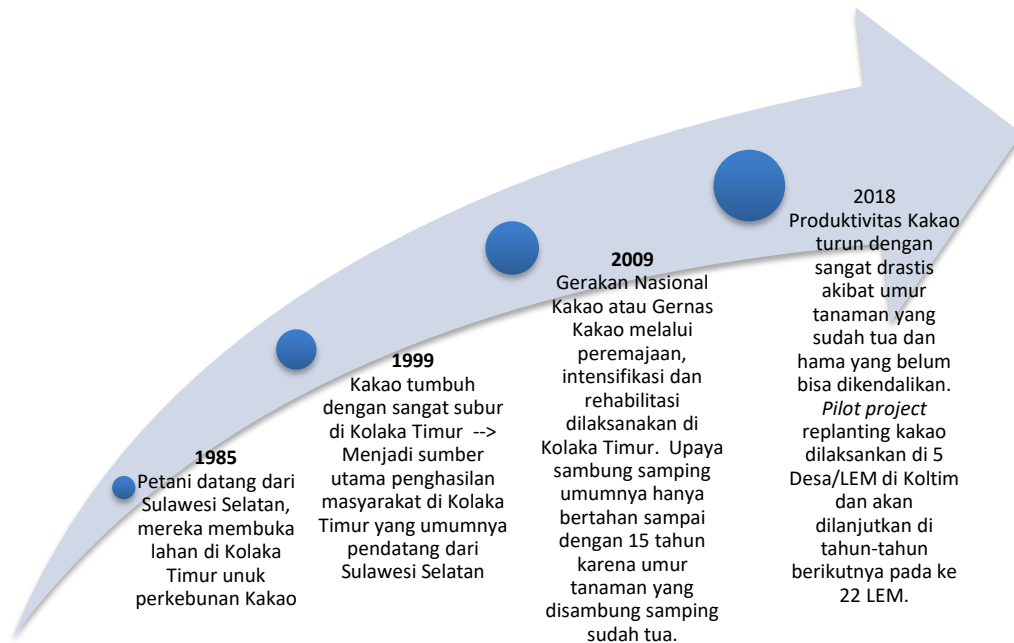 1985
Petani datang dari
Sulawesi Selatan,
mereka membuka
lahan di Kolaka
Timur unuk
perkebunan Kakao
1999
Kakao tumbuh
dengan sangat subur
di Kolaka Timur -->
Menjadi sumber
utama penghasilan
masyarakat di Kolaka
Timur yang umumnya
pendatang dari
Sulawesi Selatan
2009
Gerakan Nasional
Kakao atau Gernas
Kakao melalui
peremajaan,
intensifikasi dan
rehabilitasi
dilaksanakan di
Kolaka Timur. Upaya
sambung samping
umumnya hanya
bertahan sampai
dengan 15 tahun
karena umur
tanaman yang
disambung samping
sudah tua.
2018
Produktivitas Kakao
turun dengan
sangat drastis
akibat umur
tanaman yang
sudah tua dan
hama yang belum
bisa dikendalikan.
Pilot project
replanting kakao
dilaksankan di 5
Desa/LEM di Koltim
dan akan
dilanjutkan di
tahun-tahun
berikutnya pada ke
22 LEM.